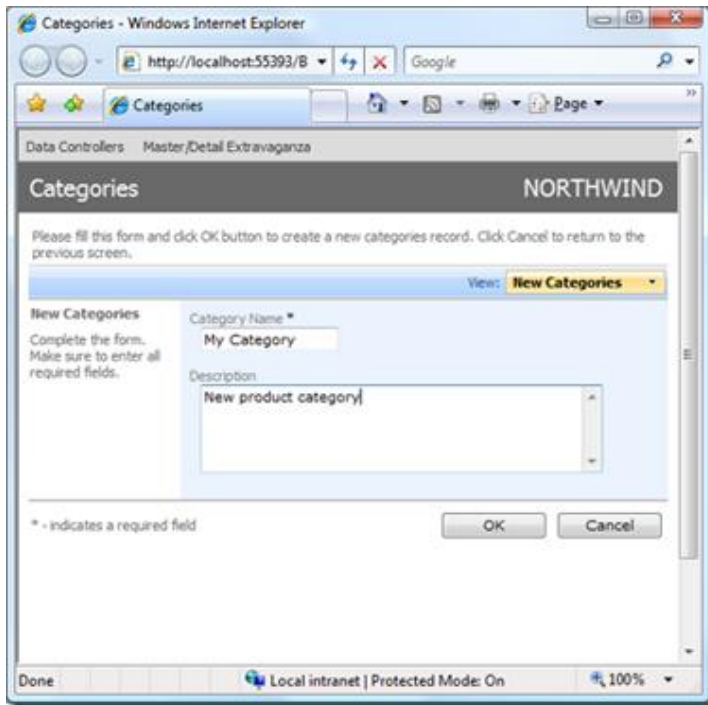 Categories - Windows Internet Explorer
http://localhost:55393/B
Google
Categories
Page
Data Controllers Master/Detail Extravaganza
Categories NORTHWIND
Please fill this form and click OK button to create a new categories record. Click Cancel to return to the
previous screen.
View: New Categories
New Categories
Complete the form.
Make sure to enter all
required fields.
Category Name *
My Category
Description
New product category
* - indicates a required field
OK Cancel
Done Local intranet | Protected Mode: On 100%